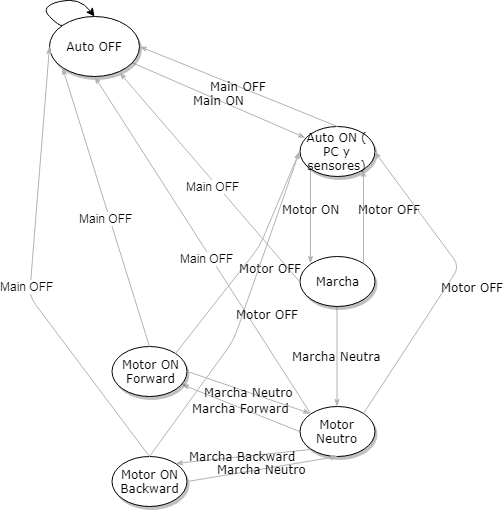 Auto OFF
Main OFF
Main ON
Auto ON (
PC y
sensores)
Main OFF
Motor ON
Motor OFF
Main OFF
Main OFF
Motor OFF
Marcha
Main OFF
Motor OFF
Motor OFF
Marcha Neutra
Motor ON
Forward
Marcha Neutro
Marcha Forward
Motor
Neutro
Marcha Backward
Marcha Neutro
Motor ON
Backward